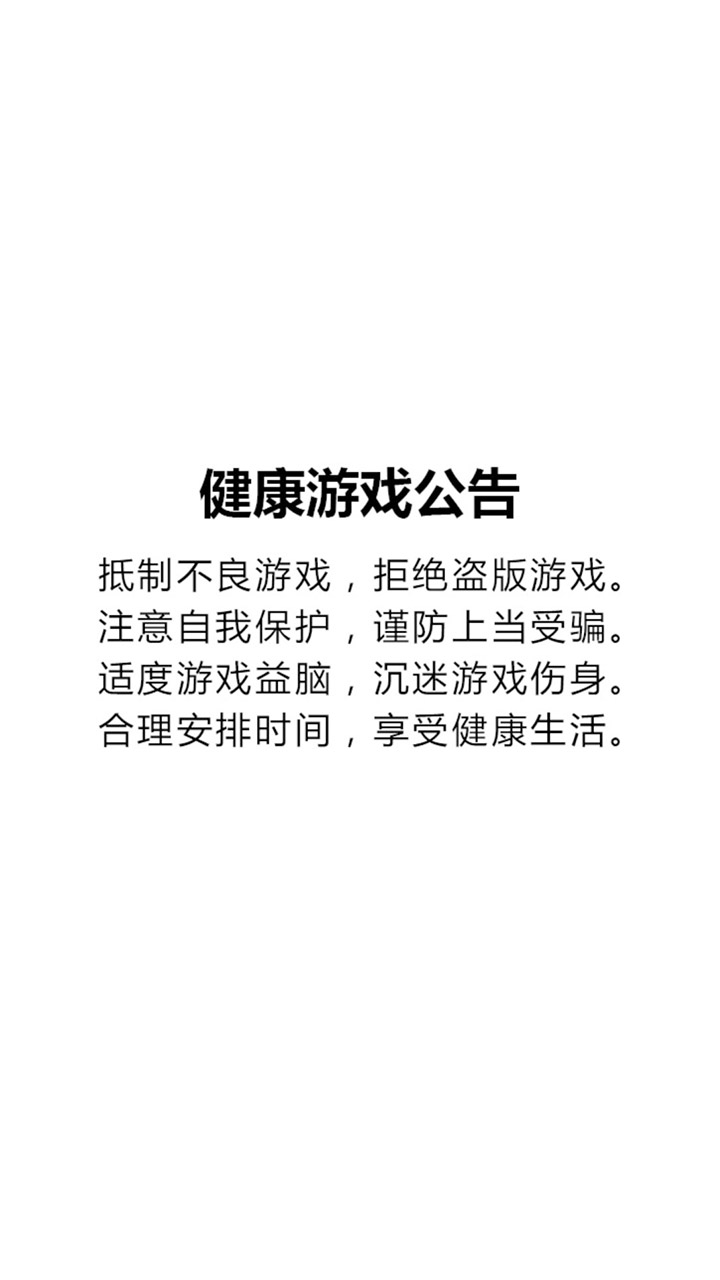 健康游戏公告
抵制不良游戏，拒绝盗版游戏。
注意自我保护，谨防上当受骗。
适度游戏益脑，沉迷游戏伤身。
合理安排时间，享受健康生活。